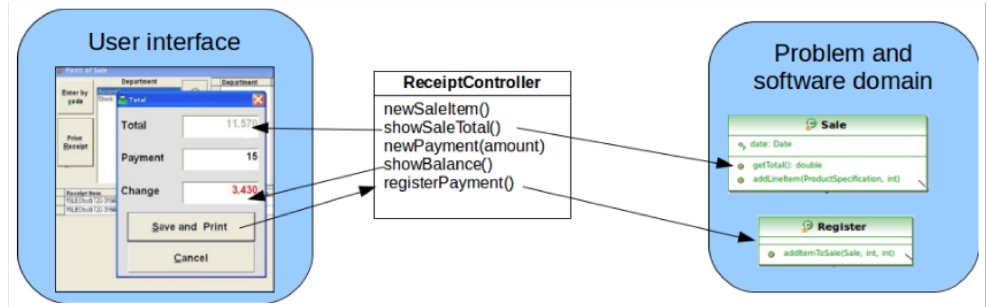 User interface
Point of Sale
Department
Department
Enter by
code
Stock
Total
Total
11.570
Print
Receipt
Payment
15
Change
3.430
Receipt Item
Save and Print
Cancel
ReceiptController
newSaleItem()
showSaleTotal()
newPayment(amount)
showBalance()
registerPayment()
Problem and
software domain
Sale
date: Date
getTotal(): double
addLineItem(ProductSpecification, int)
Register
addItemToSale(Sale, int, int)